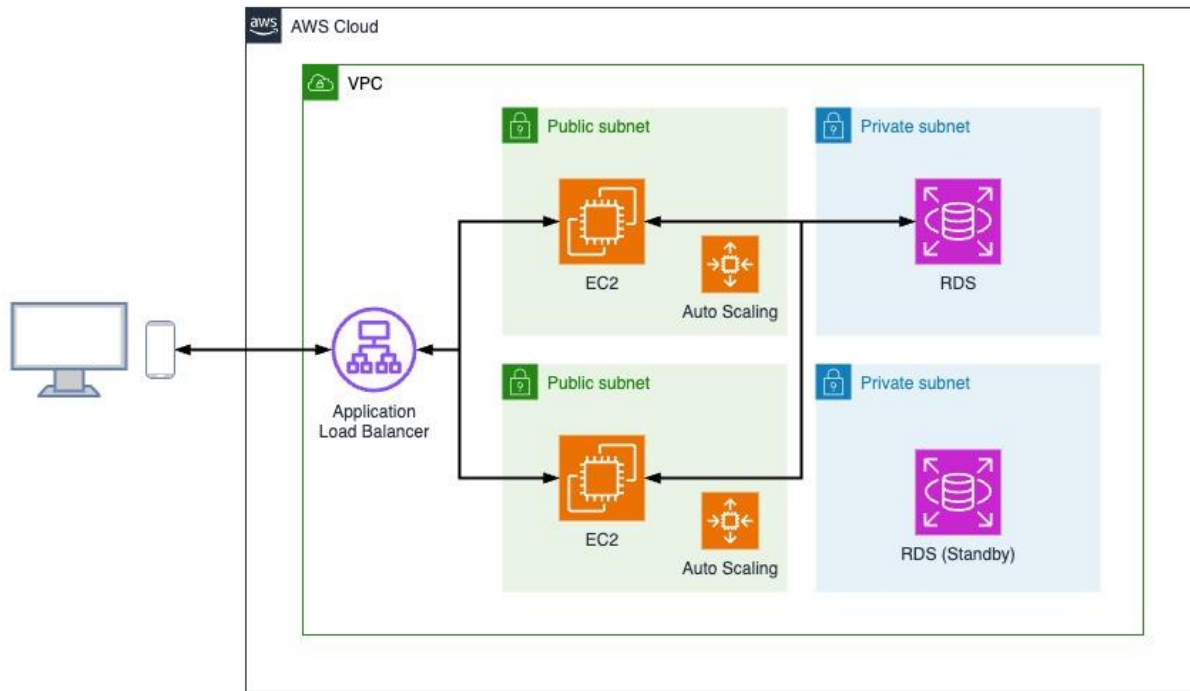 aws
AWS Cloud
VPC
Public subnet
Private subnet
EC2
Auto Scaling
RDS
Application
Load Balancer
Public subnet
Private subnet
EC2
Auto Scaling
RDS (Standby)